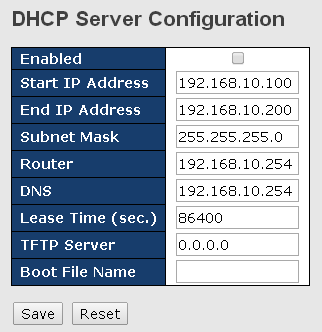 DHCP Server Configuration
Enabled
Start IP Address 192.168.10.100
End IP Address 192.168.10.200
Subnet Mask 255.255.255.0
Router 192.168.10.254
DNS 192.168.10.254
Lease Time (sec.) 86400
TFTP Server 0.0.0.0
Boot File Name
Save Reset